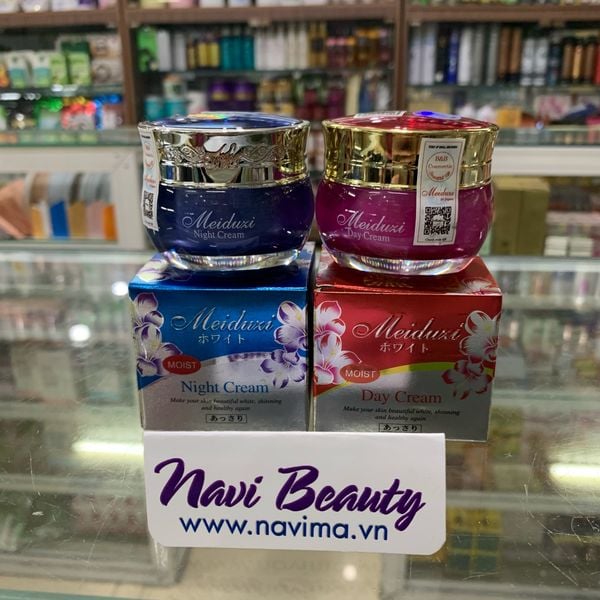 Meiduzi
Night Cream
Meiduzi
Day Cream
B&B
Meiduzi
Meiduzi
ホワイト
MOIST
Night Cream
Make your skin beautiful white, shinning
and healthy again
あっさり
Meiduzi
ホワイト
MOIST
Day Cream
Make your skin beautiful white, shinning
and healthy again
あっさり
Navi Beauty
www.navima.vn